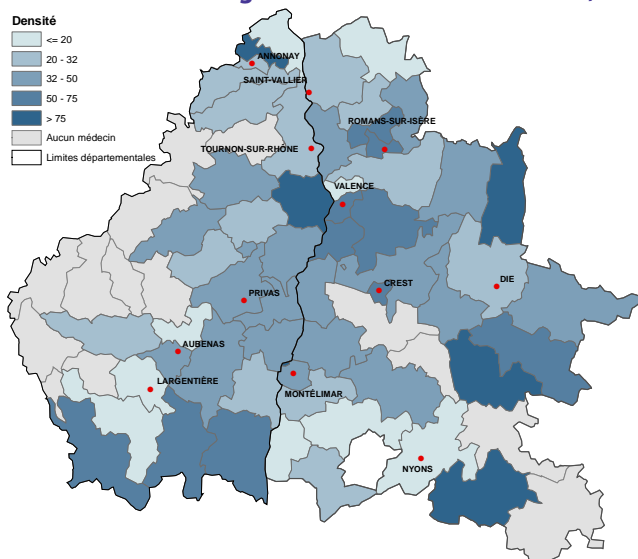 Densité
<= 20
20 - 32
32 - 50
50 - 75
> 75
Aucun médecin
Limites départementales
ANNONAY
SAINT-VALLIER
ROMANS-SUR-ISÈRE
TOURNON-SUR-RHÔNE
VALENCE
DIE
CREST
PRIVAS
AUBENAS
LARGENTIÈRE
MONTÉLIMAR
NYONS